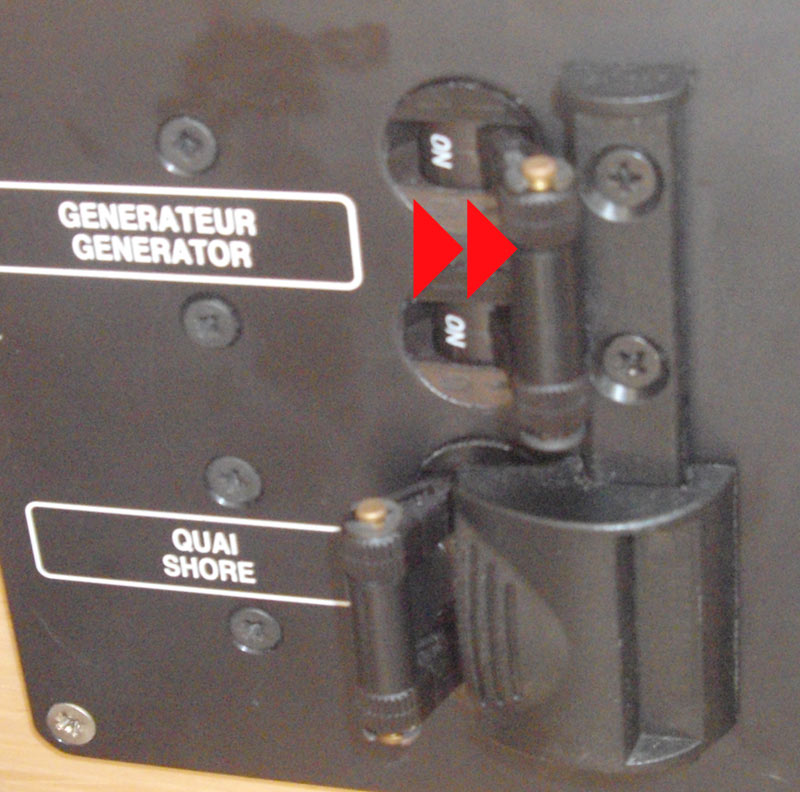 ON
GENERATEUR
GENERATOR
ON
QUAI
SHORE